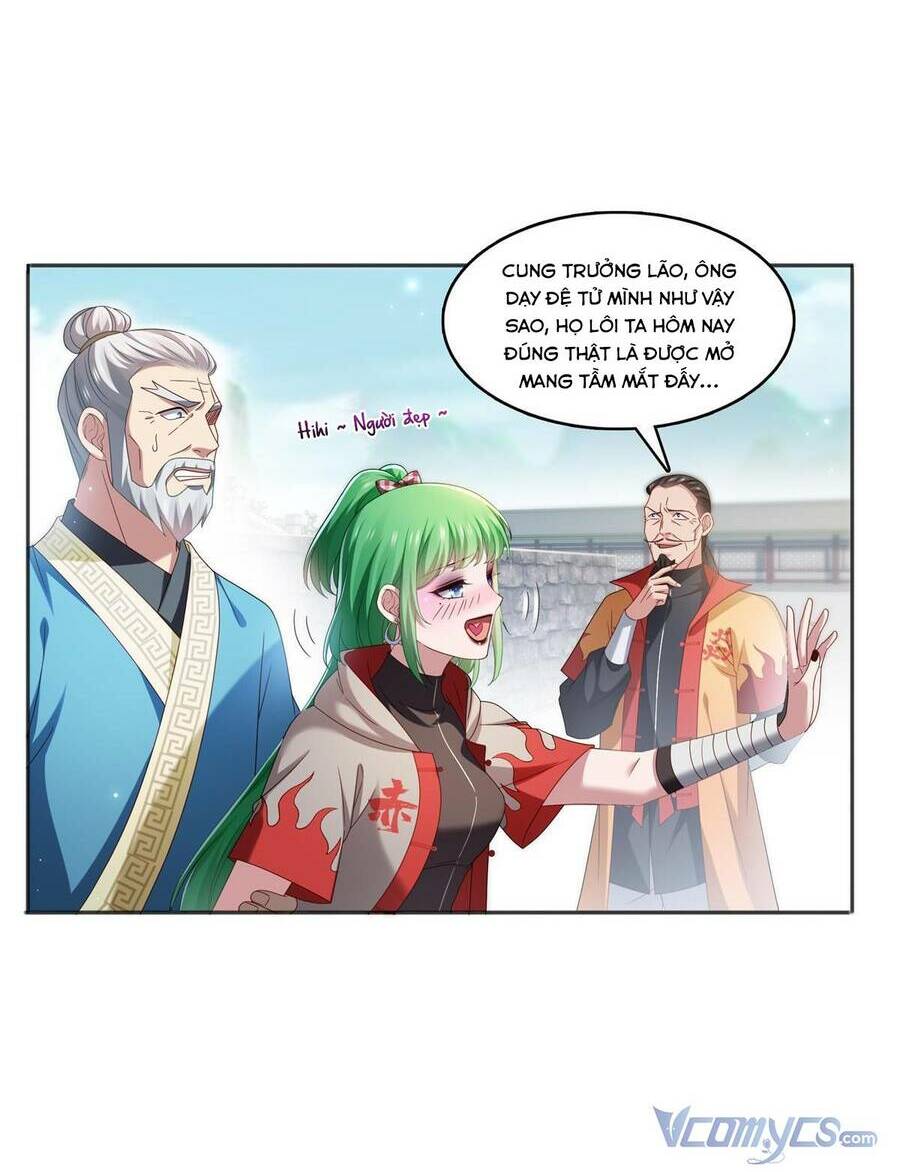 CUNG TRƯỞNG LÃO, ÔNG
DẠY ĐỆ TỬ MÌNH NHƯ VẬY
SAO, HỌ LÔI TA HÔM NAY
ĐÚNG THẬT LÀ ĐƯỢC MỞ
MANG TẦM MẮT ĐẤY...
Hihi ~ Người đẹp ~
赤
VCOMYCS.com